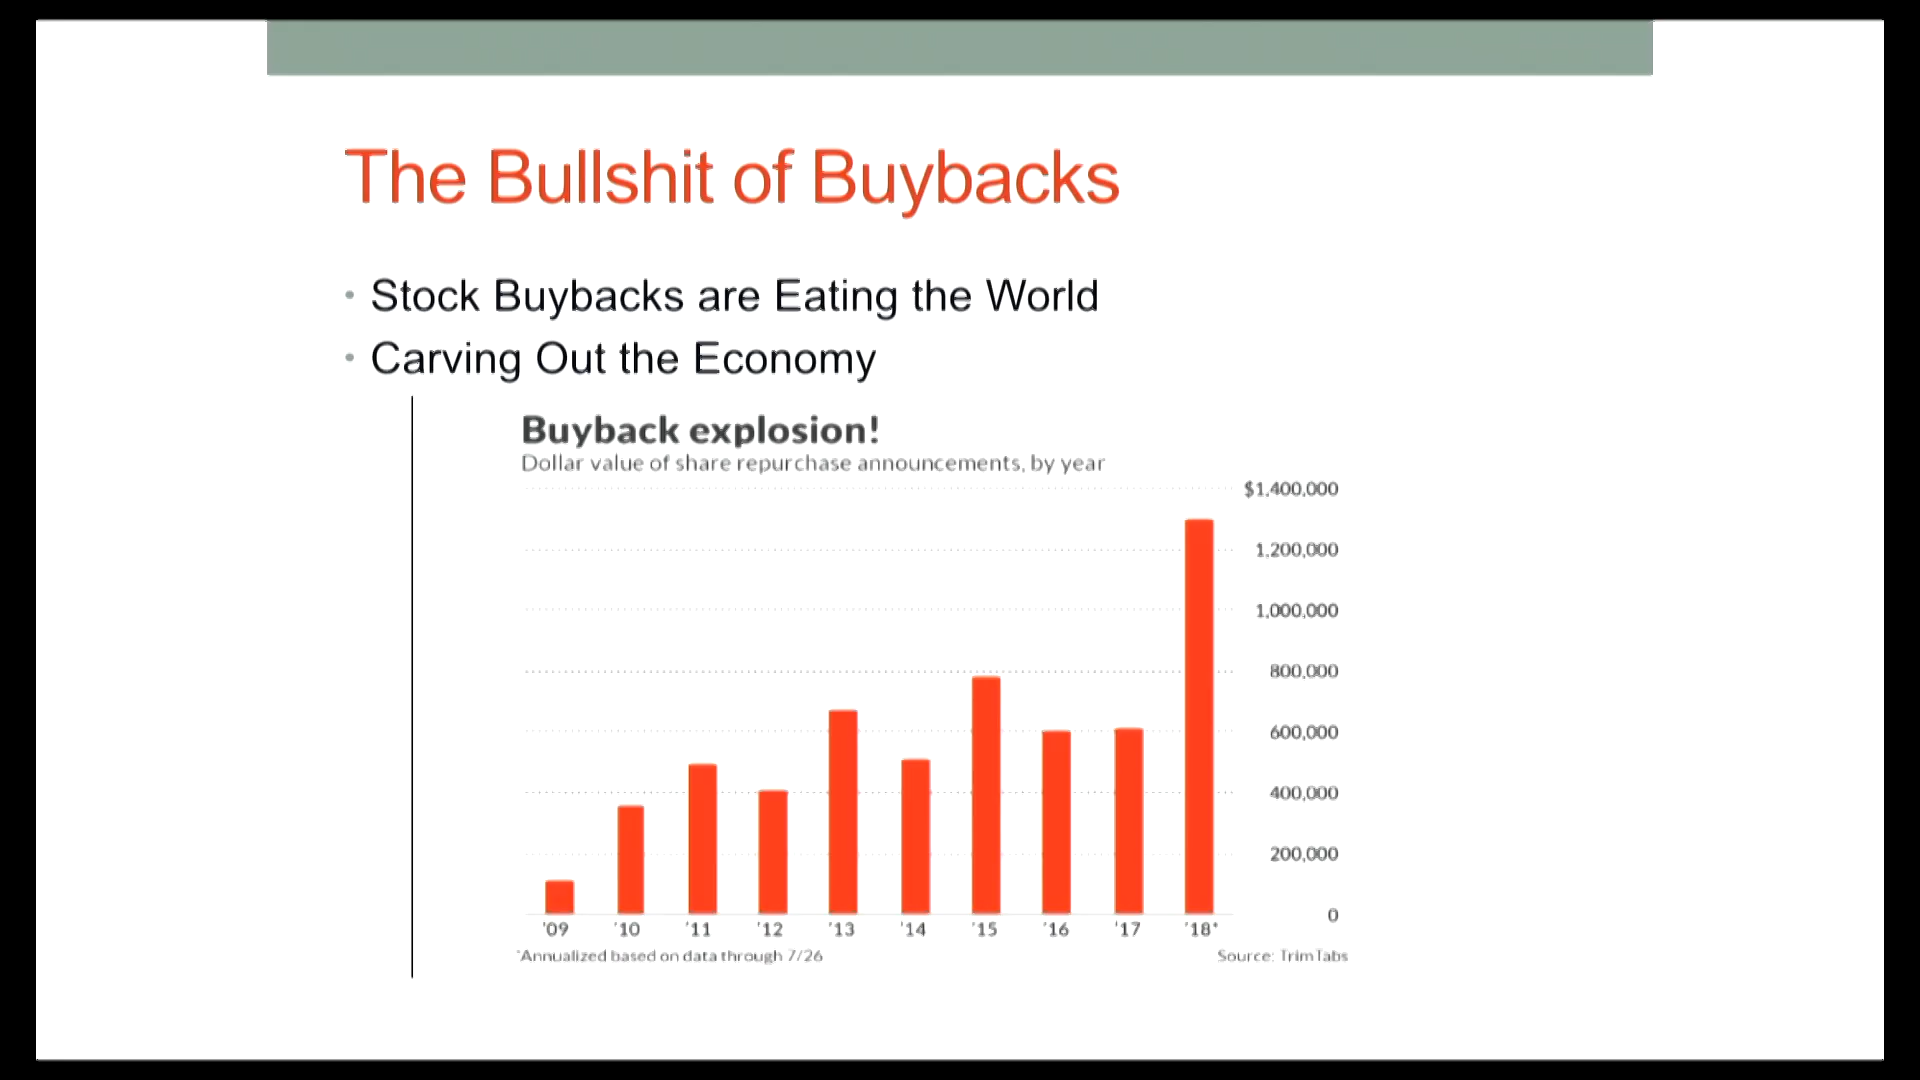 The Bullshit of Buybacks
• Stock Buybacks are Eating the World
• Carving Out the Economy
Buyback explosion!
Dollar value of share repurchase announcements, by year
$1,400,000
1,200,000
1,000,000
800,000
600,000
400,000
200,000
0
'09 '10 '11 '12 '13 '14 '15 '16 '17 '18*
*Annualized based on data through 7/26 Source: TrimTabs